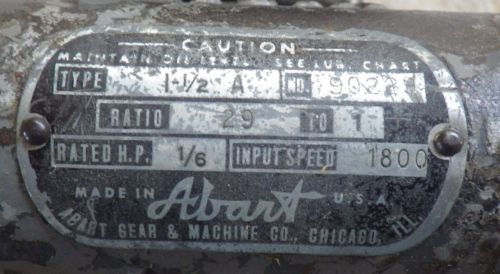 CAUTION
MAINTAIN OIL LEVEL. SEE LUB. CHART
TYPE 1-1/2 A NO.
RATIO 29 TO 1
RATED H.P. 1/6 INPUT SPEED 1800
MADE IN Abart U.S.A.
ABART GEAR & MACHINE CO., CHICAGO, ILL.